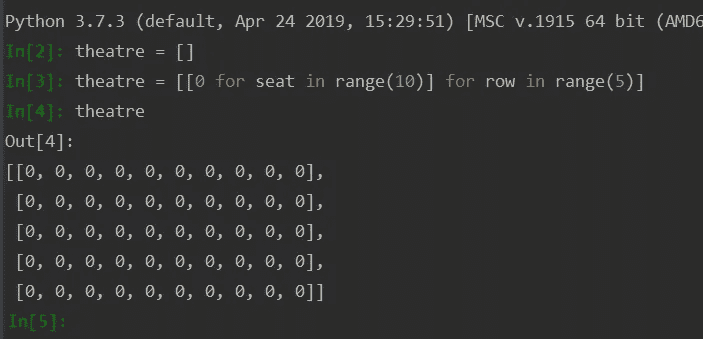 Python 3.7.3 (default, Apr 24 2019, 15:29:51) [MSC v.1915 64 bit (AMD6
In[2]: theatre = []
In[3]: theatre = [[0 for seat in range(10)] for row in range(5)]
In[4]: theatre
Out[4]:
[[0, 0, 0, 0, 0, 0, 0, 0, 0, 0],
 [0, 0, 0, 0, 0, 0, 0, 0, 0, 0],
 [0, 0, 0, 0, 0, 0, 0, 0, 0, 0],
 [0, 0, 0, 0, 0, 0, 0, 0, 0, 0],
 [0, 0, 0, 0, 0, 0, 0, 0, 0, 0]]
In[5]: